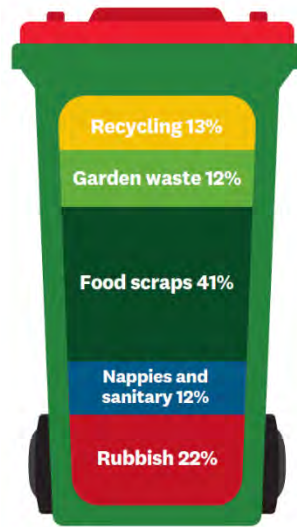 Recycling 13%
Garden waste 12%
Food scraps 41%
Nappies and
sanitary 12%
Rubbish 22%